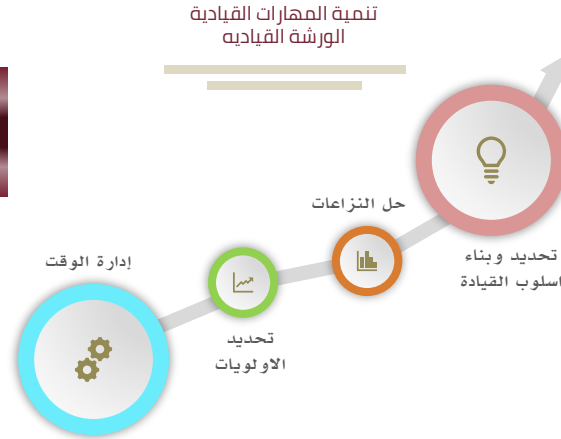 تنمية المهارات القيادية
الورشة القياديه
حل النزاعات
تحديد وبناء
اسلوب القيادة
إدارة الوقت
تحديد
الاولويات